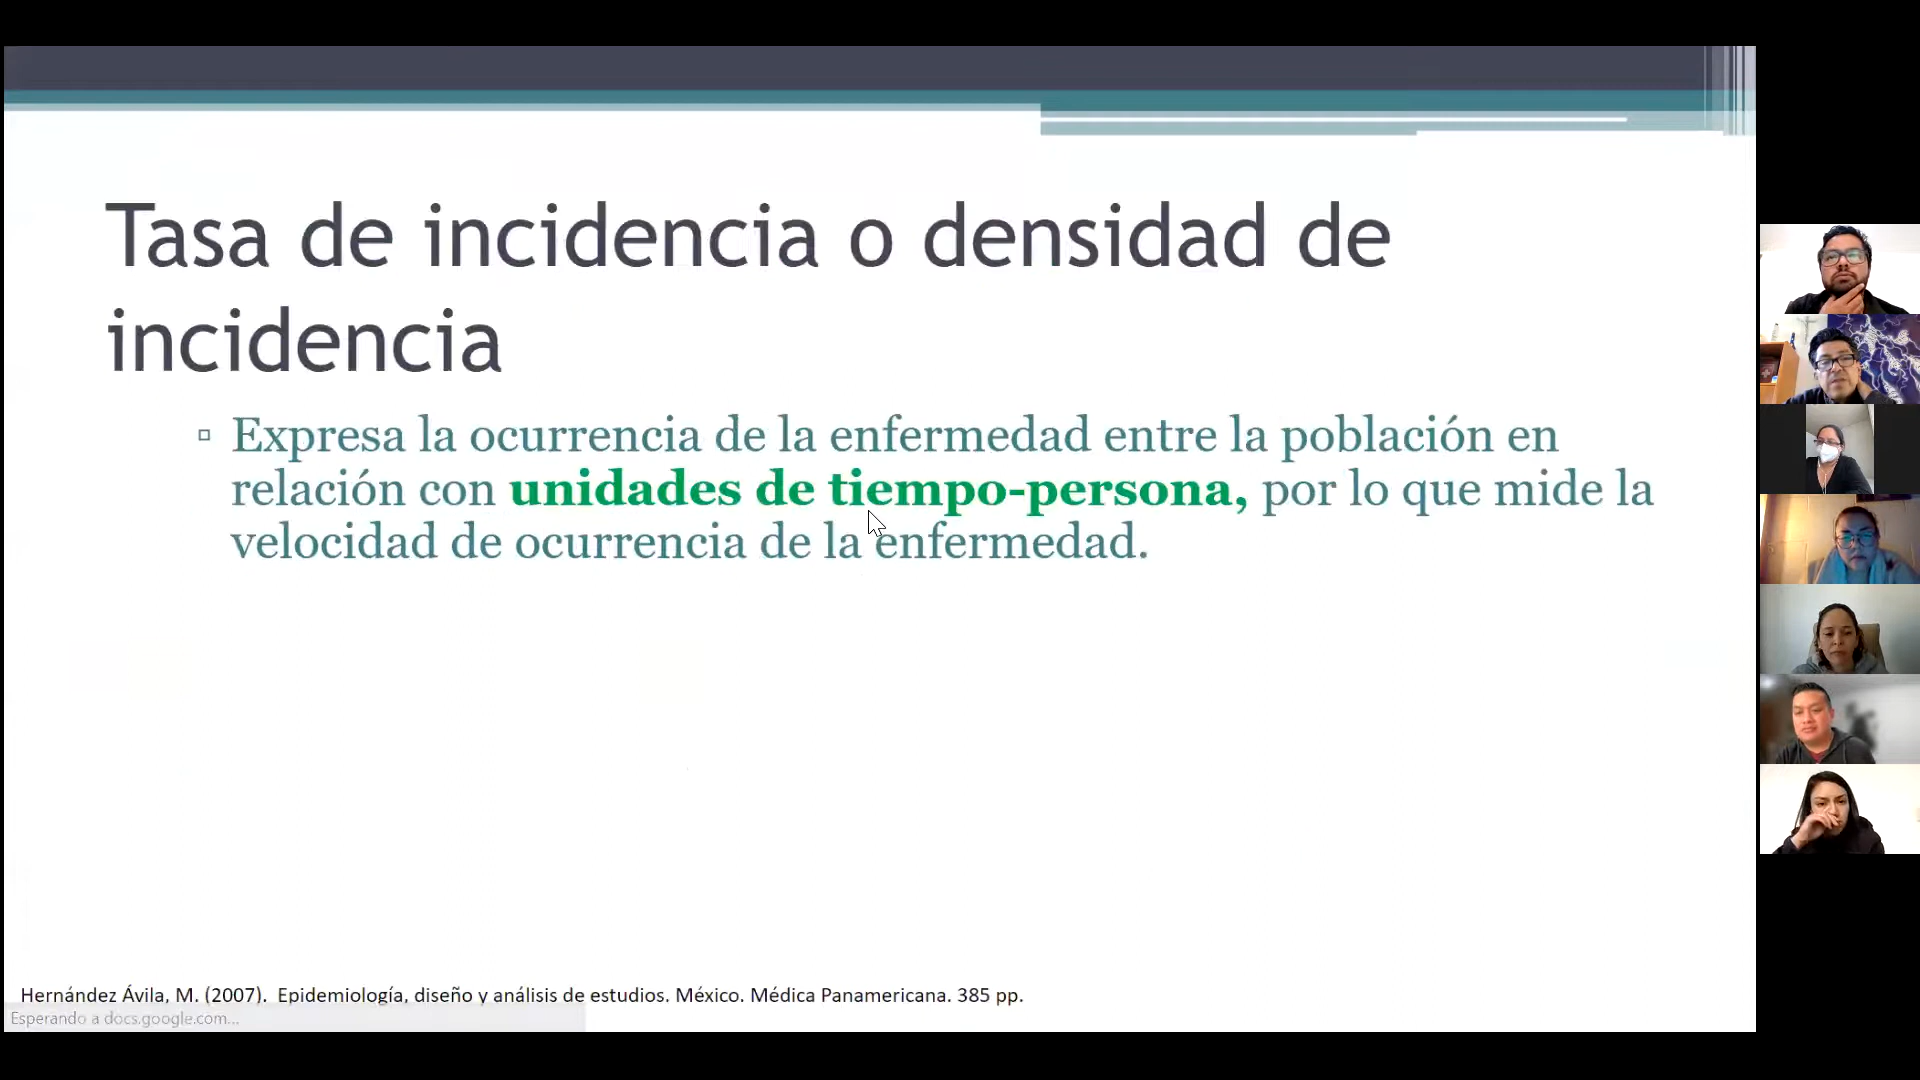 Tasa de incidencia o densidad de
incidencia
Expresa la ocurrencia de la enfermedad entre la población en
relación con unidades de tiempo-persona, por lo que mide la
velocidad de ocurrencia de la enfermedad.
Hernández Ávila, M. (2007).  Epidemiología, diseño y análisis de estudios. México. Médica Panamericana. 385 pp.
Esperando a docs.google.com...